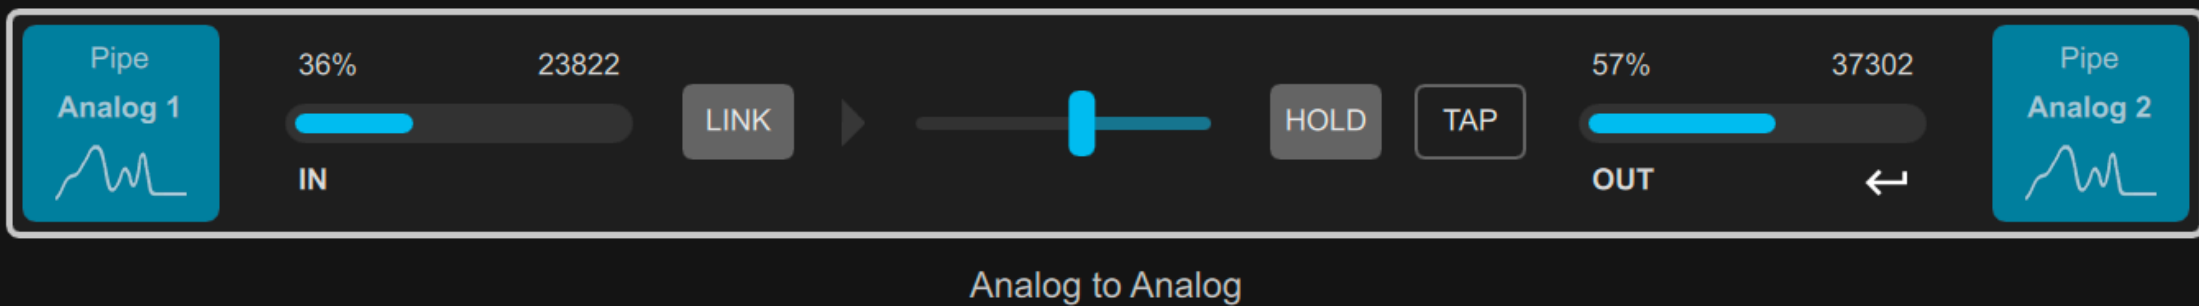 Pipe
Analog 1
36% 23822
IN
LINK
HOLD
TAP
57% 37302
OUT
Pipe
Analog 2
Analog to Analog